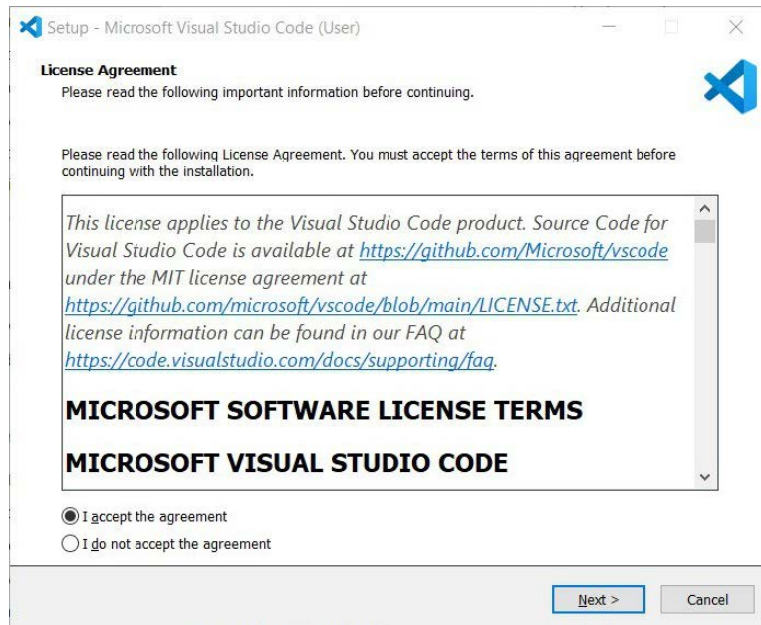 Setup - Microsoft Visual Studio Code (User)
License Agreement
Please read the following important information before continuing.
Please read the following License Agreement. You must accept the terms of this agreement before
continuing with the installation.
This license applies to the Visual Studio Code product. Source Code for
Visual Studio Code is available at https://github.com/Microsoft/vscode
under the MIT license agreement at
https://github.com/microsoft/vscode/blob/main/LICENSE.txt. Additional
license information can be found in our FAQ at
https://code.visualstudio.com/docs/supporting/faq.
MICROSOFT SOFTWARE LICENSE TERMS
MICROSOFT VISUAL STUDIO CODE
I accept the agreement
I do not accept the agreement
Next > Cancel